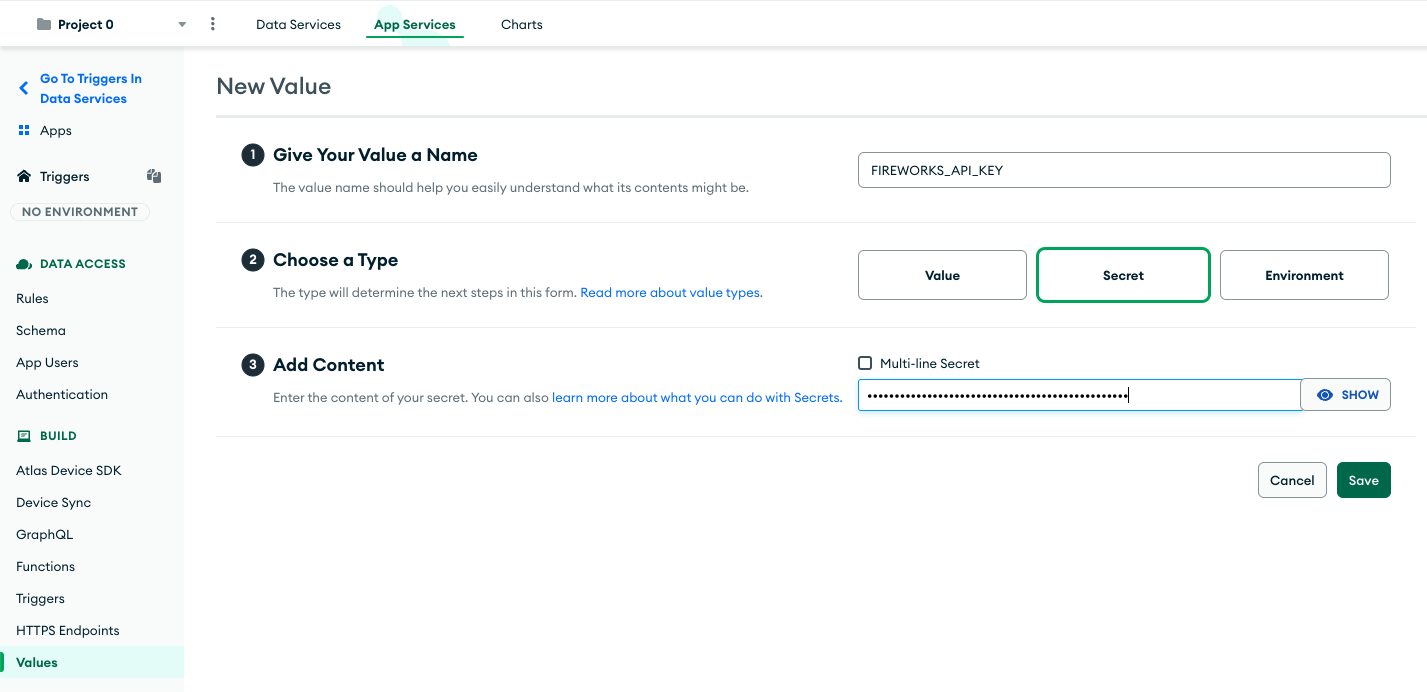 Project 0
Data Services
App Services
Charts
Go To Triggers In
Data Services
Apps
Triggers
NO ENVIRONMENT
DATA ACCESS
Rules
Schema
App Users
Authentication
BUILD
Atlas Device SDK
Device Sync
GraphQL
Functions
Triggers
HTTPS Endpoints
Values
New Value
1 Give Your Value a Name
The value name should help you easily understand what its contents might be.
FIREWORKS_API_KEY
2 Choose a Type
The type will determine the next steps in this form. Read more about value types.
Value
Secret
Environment
3 Add Content
Enter the content of your secret. You can also learn more about what you can do with Secrets.
Multi-line Secret
••••••••••••••••••••••••••••••••••••••••••••••••
SHOW
Cancel
Save